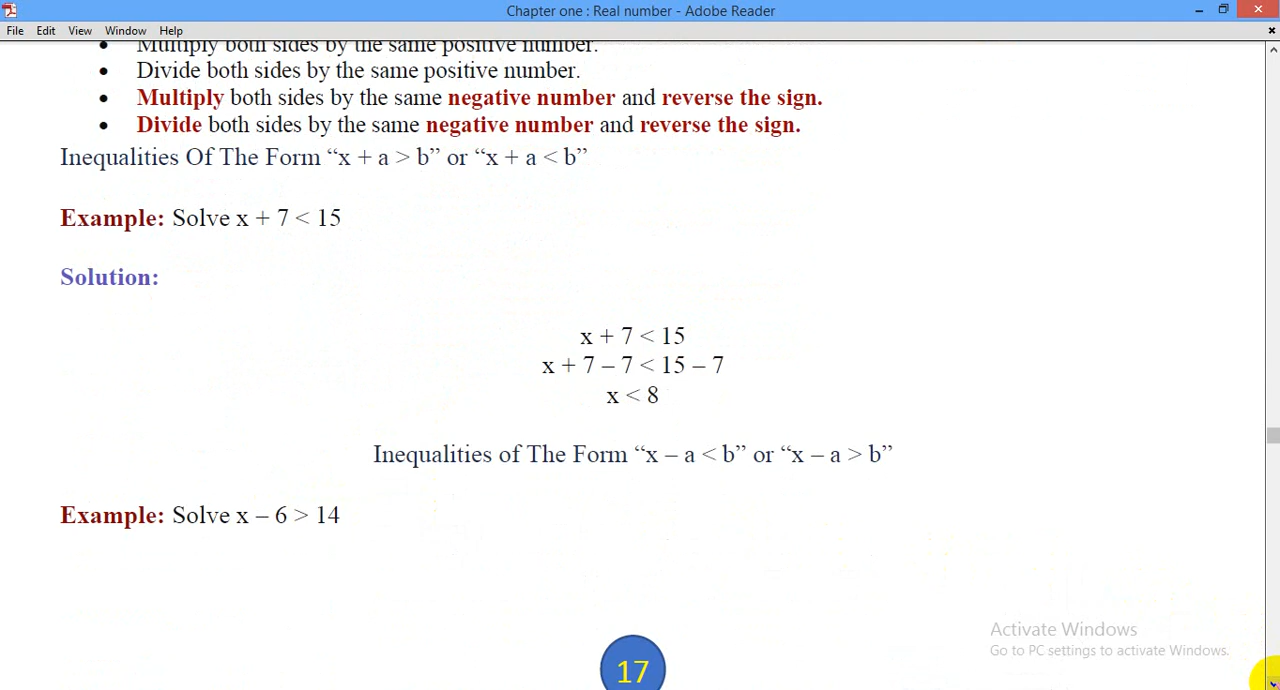 Chapter one : Real number - Adobe Reader
File Edit View Window Help
• Multiply both sides by the same positive number.
• Divide both sides by the same positive number.
• Multiply both sides by the same negative number and reverse the sign.
• Divide both sides by the same negative number and reverse the sign.
Inequalities Of The Form “x + a > b” or “x + a < b”
Example: Solve x + 7 < 15
Solution:
x + 7 < 15
x + 7 – 7 < 15 – 7
x < 8
Inequalities of The Form “x – a < b” or “x – a > b”
Example: Solve x – 6 > 14
Activate Windows
Go to PC settings to activate Windows.
17